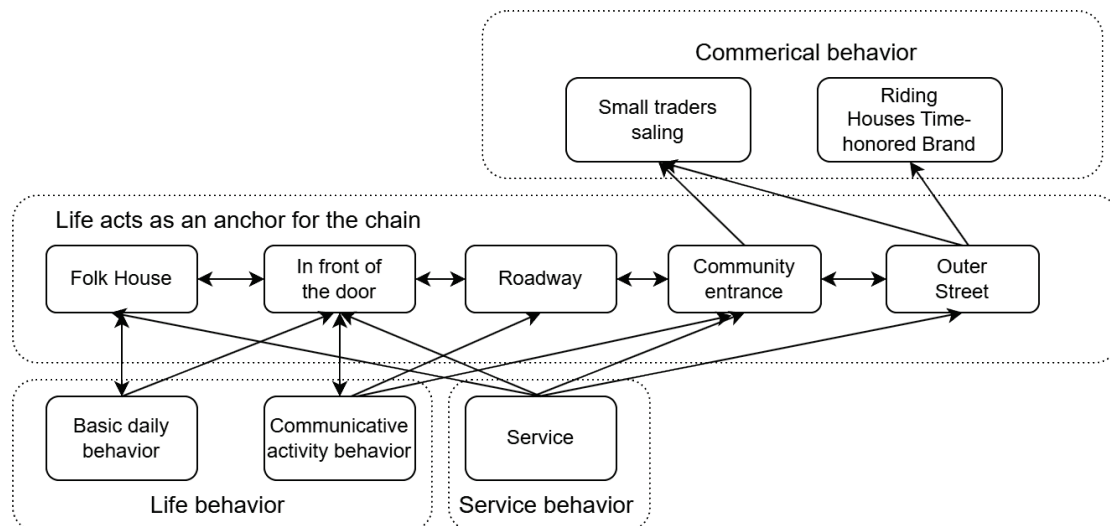 Commerical behavior
Small traders
saling
Riding
Houses Time-
honored Brand
Life acts as an anchor for the chain
Folk House
In front of
the door
Roadway
Community
entrance
Outer
Street
Basic daily
behavior
Communicative
activity behavior
Service
Life behavior
Service behavior